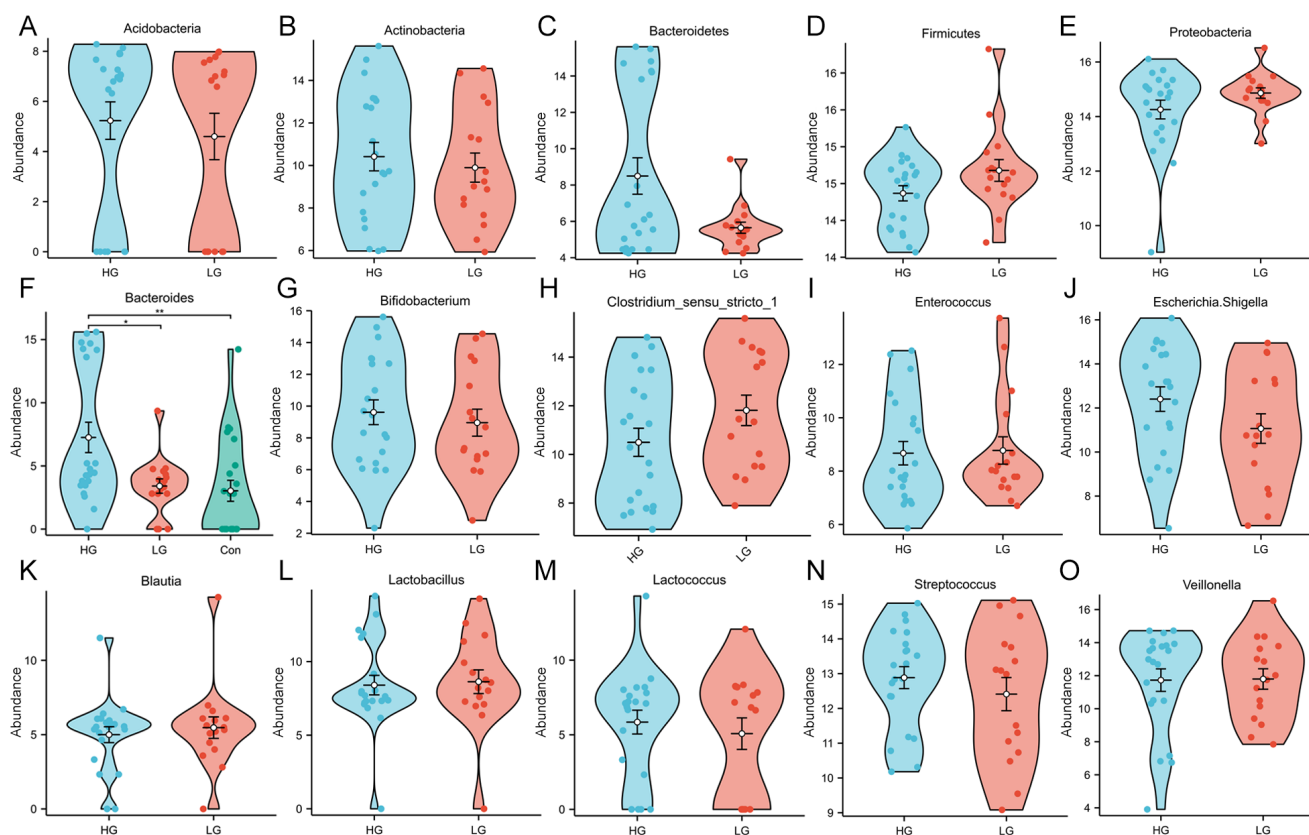 A
Acidobacteria
Abundance
8
6
4
2
0
HG
LG
B
Actinobacteria
Abundance
14
12
10
8
6
HG
LG
C
Bacteroidetes
Abundance
16
14
12
10
8
6
4
HG
LG
D
Firmicutes
Abundance
16
16
15
15
14
14
HG
LG
E
Proteobacteria
Abundance
16
14
12
10
HG
LG
F
Bacteroides
**
*
Abundance
15
10
5
0
HG
LG
Con
G
Bifidobacterium
Abundance
16
14
12
10
8
6
4
2
HG
LG
H
Clostridium_sensu_stricto_1
Abundance
14
12
10
8
HG
LG
I
Enterococcus
Abundance
14
12
10
8
6
HG
LG
J
Escherichia.Shigella
Abundance
16
14
12
10
8
HG
LG
K
Blautia
Abundance
10
5
0
HG
LG
L
Lactobacillus
Abundance
10
5
0
HG
LG
M
Lactococcus
Abundance
10
5
0
HG
LG
N
Streptococcus
Abundance
15
14
13
12
11
10
9
HG
LG
O
Veillonella
Abundance
16
14
12
10
8
6
4
HG
LG